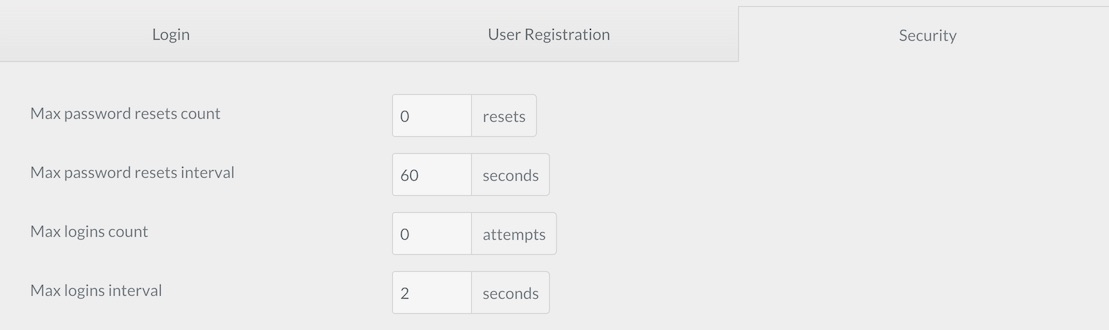 Login User Registration Security
Max password resets count 0 resets
Max password resets interval 60 seconds
Max logins count 0 attempts
Max logins interval 2 seconds